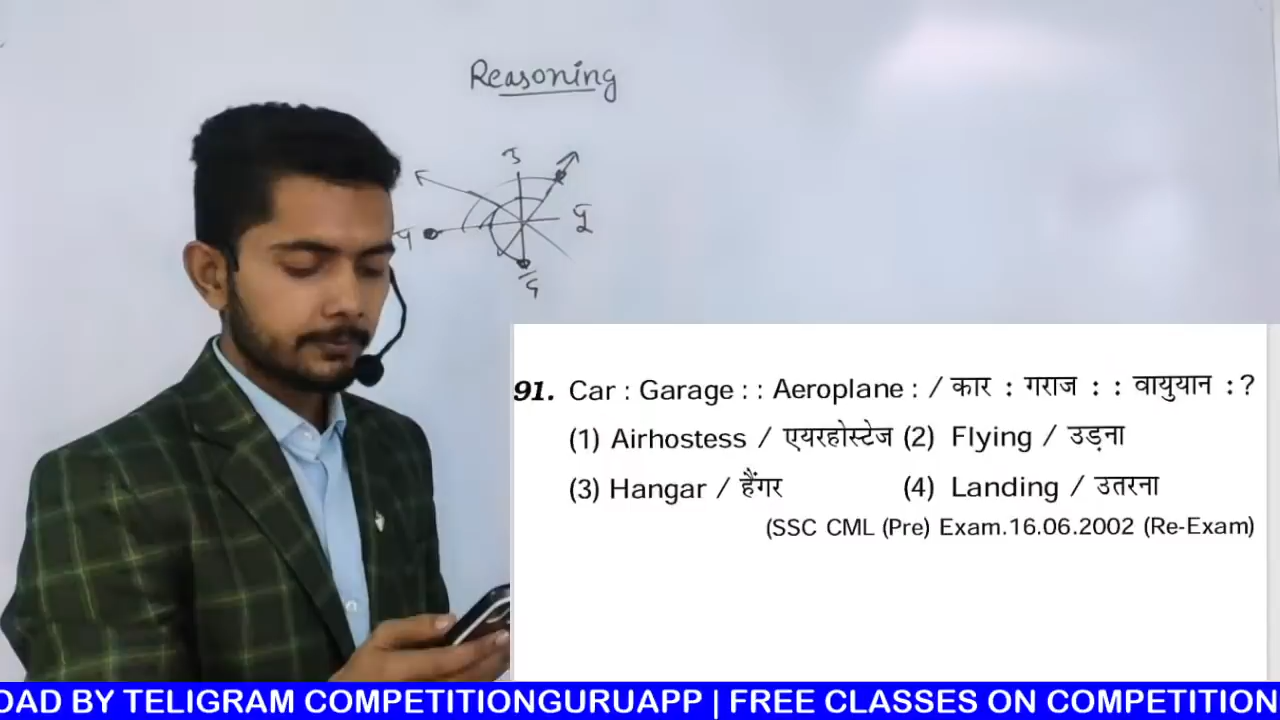 Reasoning
उ
पू
प
द
91. Car : Garage : : Aeroplane : / कार : गराज : : वायुयान : ?
(1) Airhostess / एयरहोस्टेज (2) Flying / उड़ना
(3) Hangar / हैंगर (4) Landing / उतरना
(SSC CML (Pre) Exam.16.06.2002 (Re-Exam)
OAD BY TELIGRAM COMPETITIONGURUAPP | FREE CLASSES ON COMPETITION